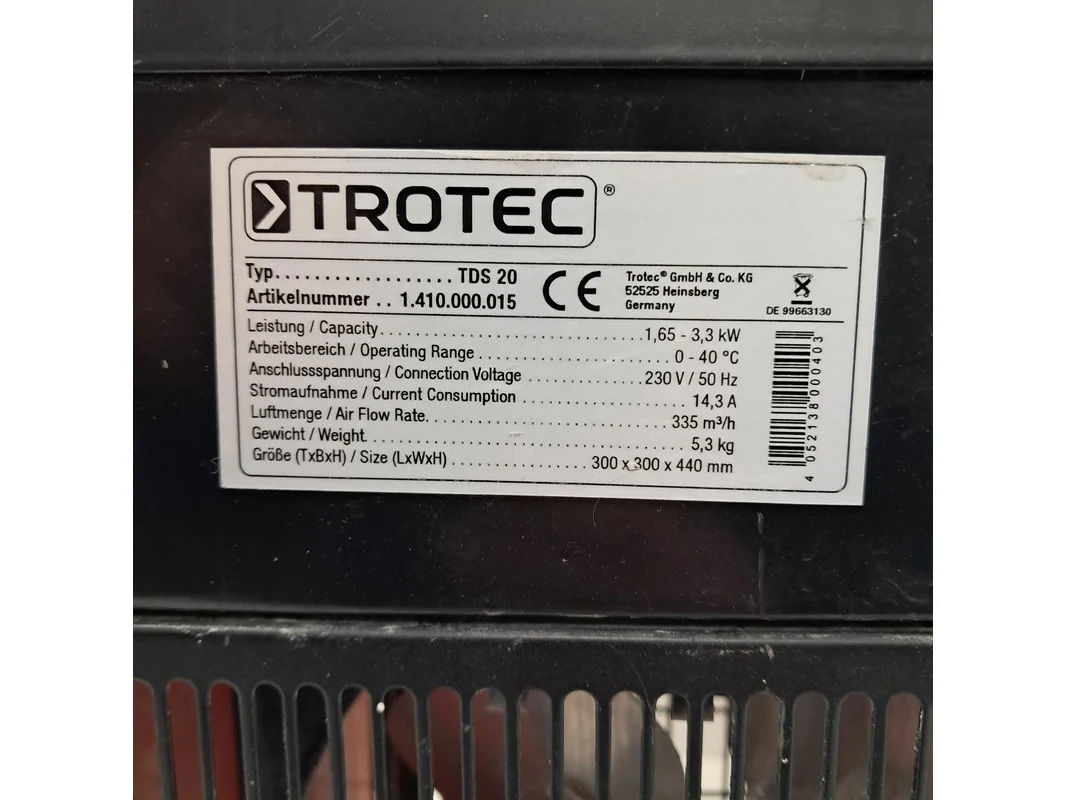 TROTEC®
Typ.................. TDS 20
Artikelnummer .. 1.410.000.015
CE
Trotec® GmbH & Co. KG
52525 Heinsberg
Germany
DE 99663130
Leistung / Capacity..............................1,65 - 3,3 kW
Arbeitsbereich / Operating Range ...................... 0 - 40 °C
Anschlussspannung / Connection Voltage .............230 V / 50 Hz
Stromaufnahme / Current Consumption ................... 14,3 A
Luftmenge / Air Flow Rate............................ 335 m³/h
Gewicht / Weight....................................... 5,3 kg
Größe (TxBxH) / Size (LxWxH) ............... 300 x 300 x 440 mm
4 052138 000403